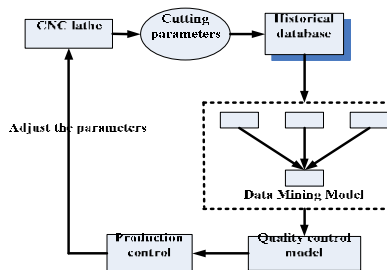 CNC lathe
Cutting
parameters
Historical
database
Adjust the parameters
Data Mining Model
Production
control
Quality control
model